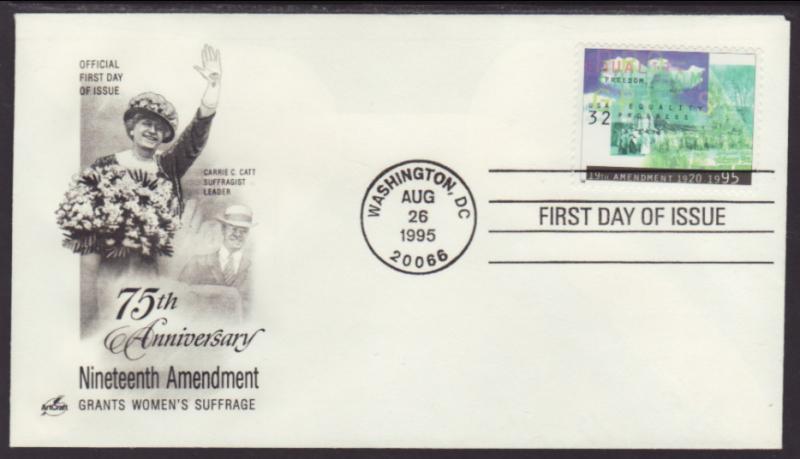 OFFICIAL
FIRST DAY
OF ISSUE
CARRIE C. CATT
SUFFRAGIST
LEADER
75th
Anniversary
Nineteenth Amendment
GRANTS WOMEN'S SUFFRAGE
ArtCraft
WASHINGTON, DC
AUG
26
1995
20066
FIRST DAY OF ISSUE
FREEDOM
USA EQUALITY
32 PROGRESS
19th AMENDMENT 1920-1995